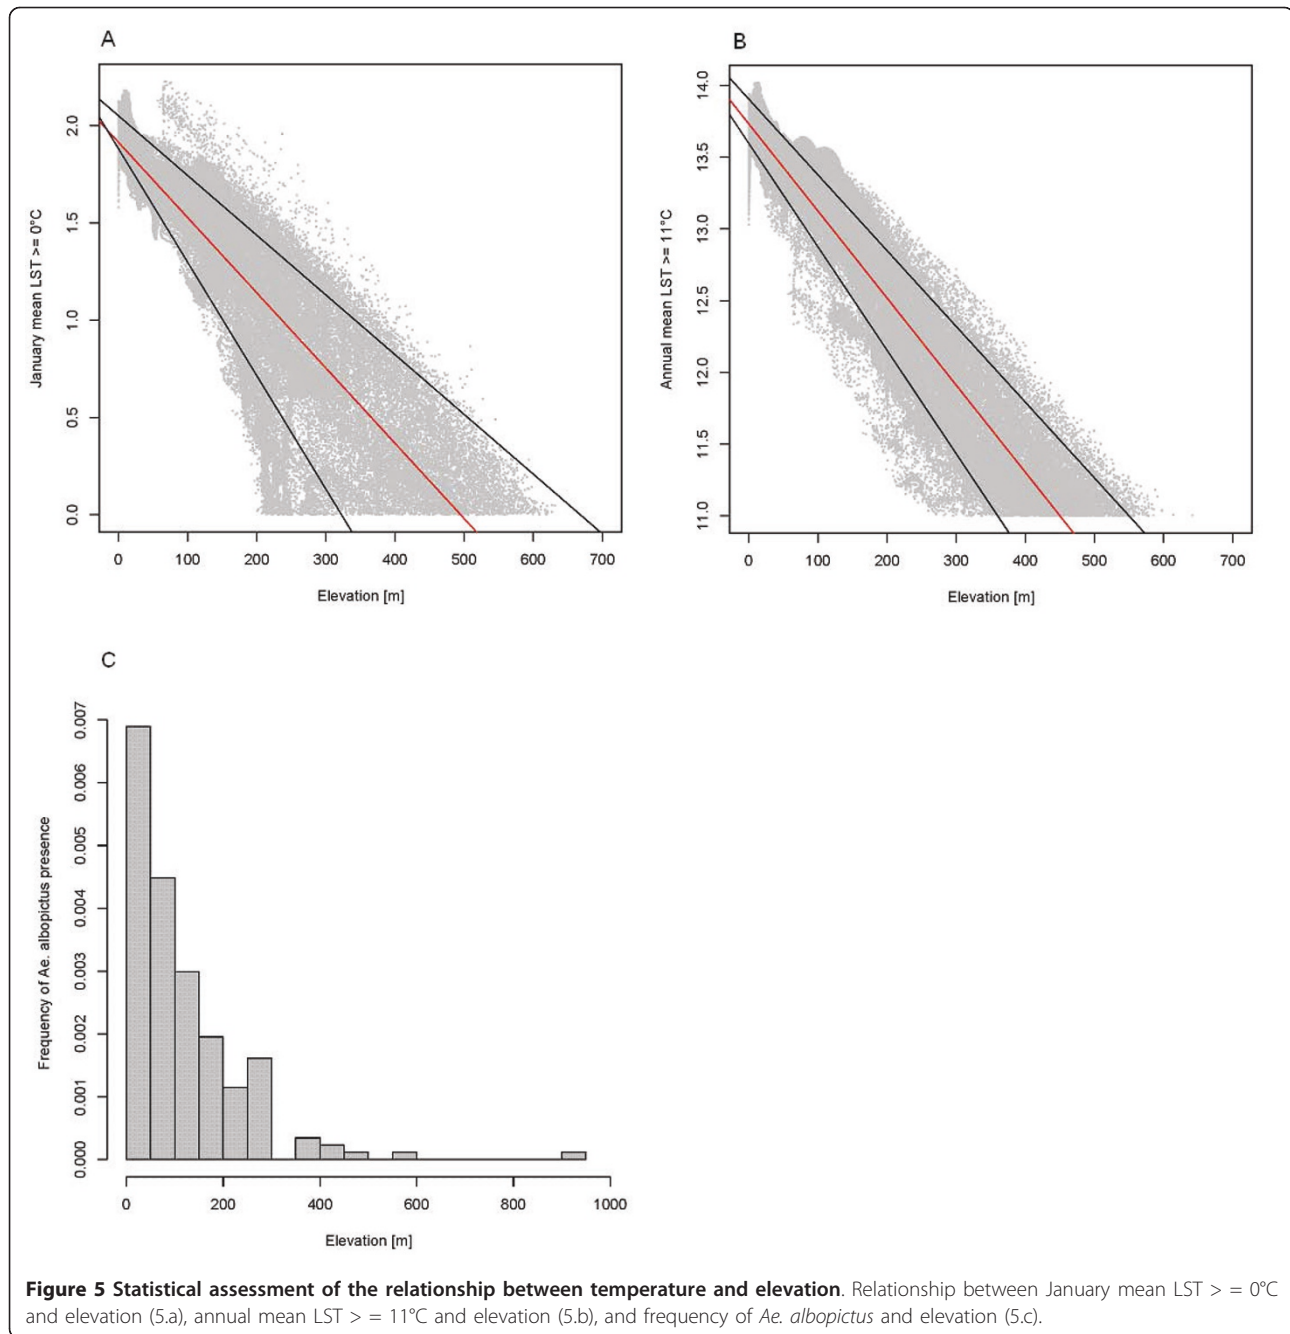 A
January mean LST >= 0°C
2.0
1.5
1.0
0.5
0.0
0 100 200 300 400 500 600 700
Elevation [m]
B
Annual mean LST >= 11°C
14.0
13.5
13.0
12.5
12.0
11.5
11.0
0 100 200 300 400 500 600 700
Elevation [m]
C
Frequency of Ae. albopictus presence
0.007
0.006
0.005
0.004
0.003
0.002
0.001
0.000
0 200 400 600 800 1000
Elevation [m]
Figure 5 Statistical assessment of the relationship between temperature and elevation. Relationship between January mean LST > = 0°C
and elevation (5.a), annual mean LST > = 11°C and elevation (5.b), and frequency of Ae. albopictus and elevation (5.c).